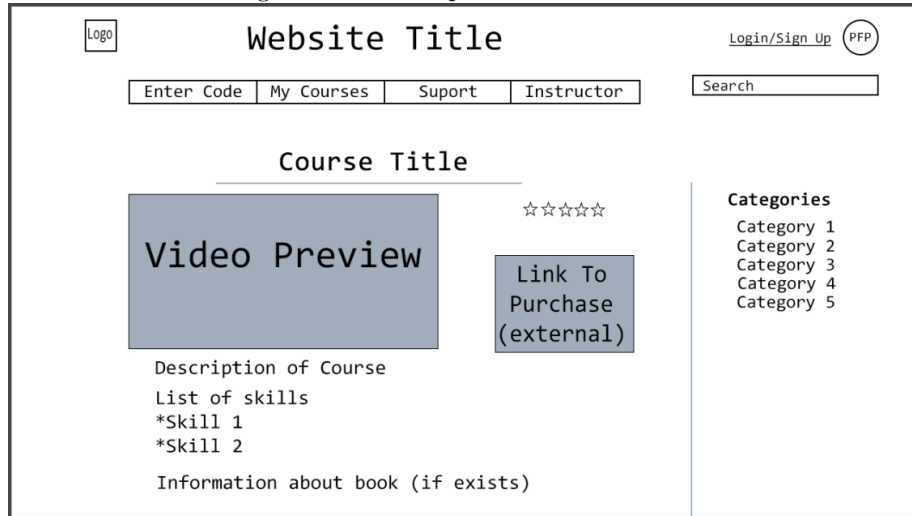 Logo
Website Title
Login/Sign Up
PFP
Enter Code
My Courses
Suport
Instructor
Search
Course Title
Video Preview
☆☆☆☆☆
Link To
Purchase
(external)
Description of Course
List of skills
*Skill 1
*Skill 2
Information about book (if exists)
Categories
Category 1
Category 2
Category 3
Category 4
Category 5